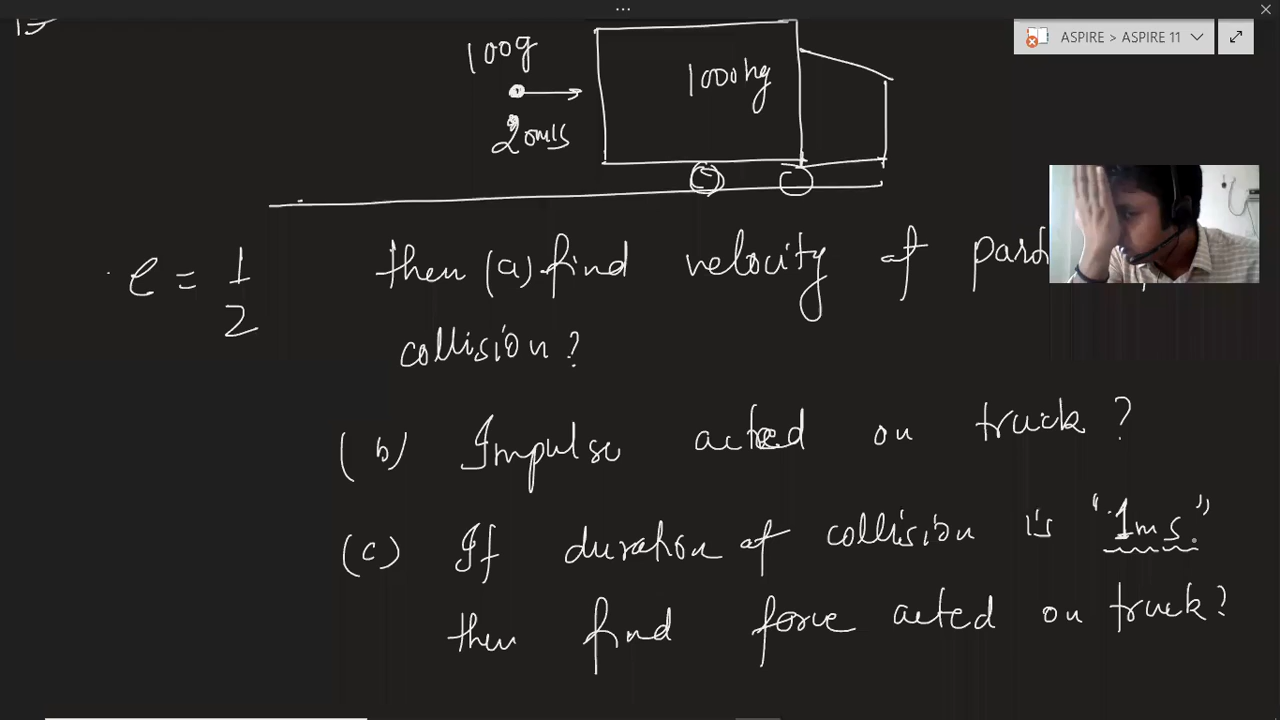 ASPIRE > ASPIRE 11
100g
20m/s
1000kg
e = 1/2 then (a) find velocity of
collision?
(b) Impulse acted on truck?
(c) If duration of collision is "1ms."
then find force acted on truck?